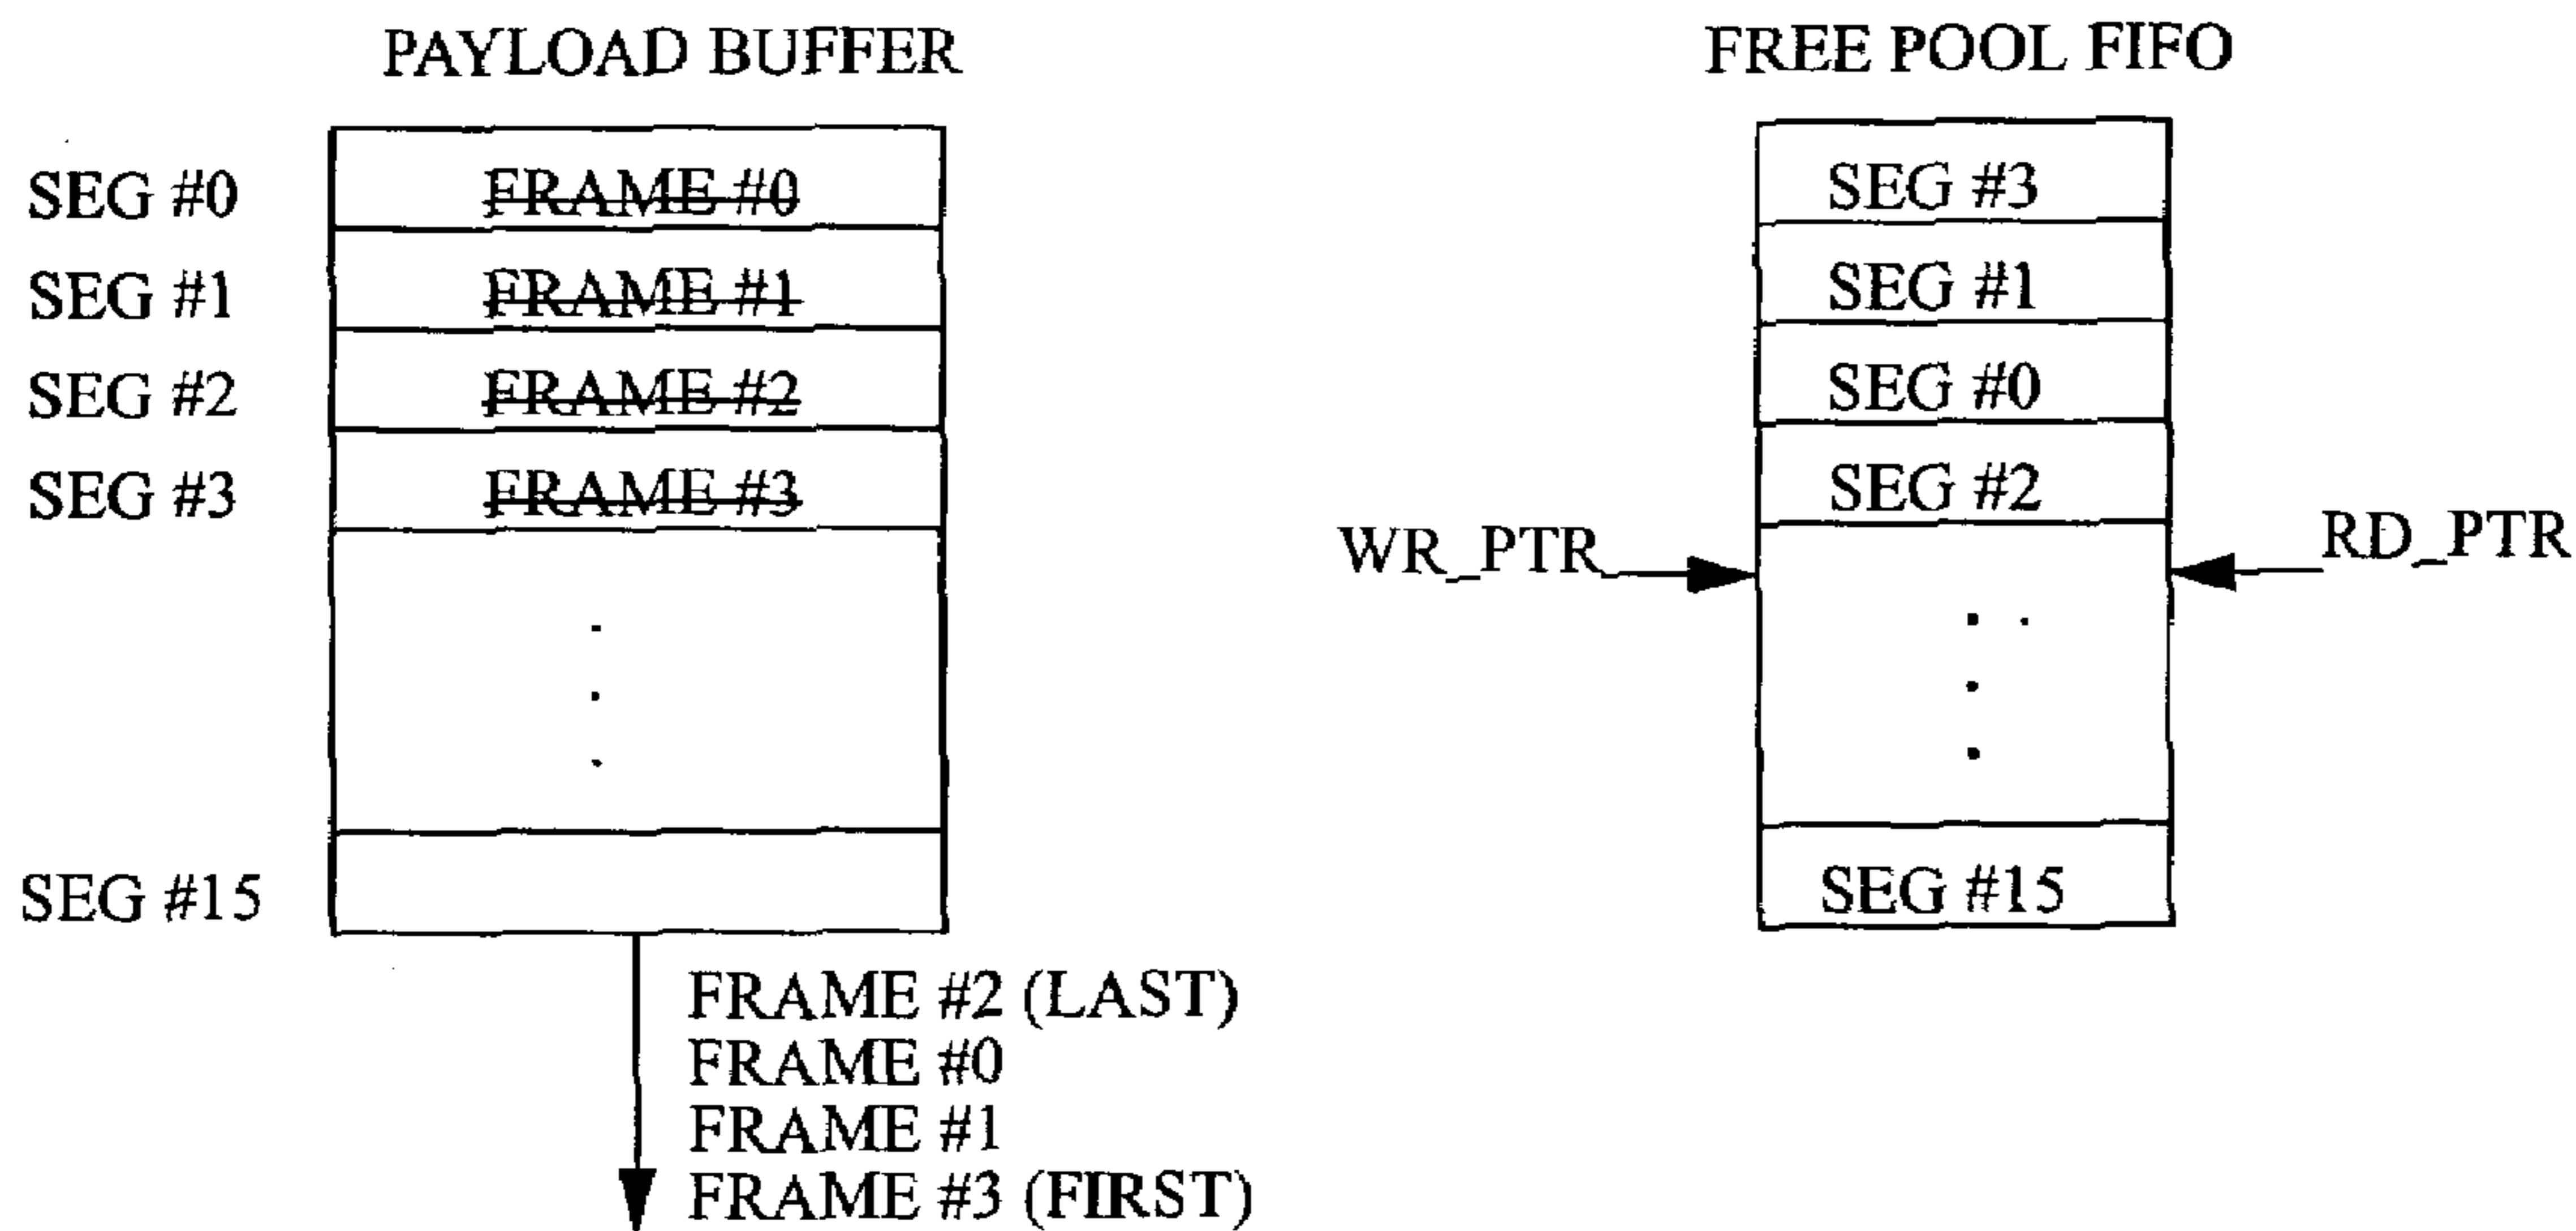 PAYLOAD BUFFER
SEG #0
FRAME #0
SEG #1
FRAME #1
SEG #2
FRAME #2
SEG #3
FRAME #3
SEG #15
FRAME #2 (LAST)
FRAME #0
FRAME #1
FRAME #3 (FIRST)
FREE POOL FIFO
SEG #3
SEG #1
SEG #0
SEG #2
WR_PTR
RD_PTR
SEG #15